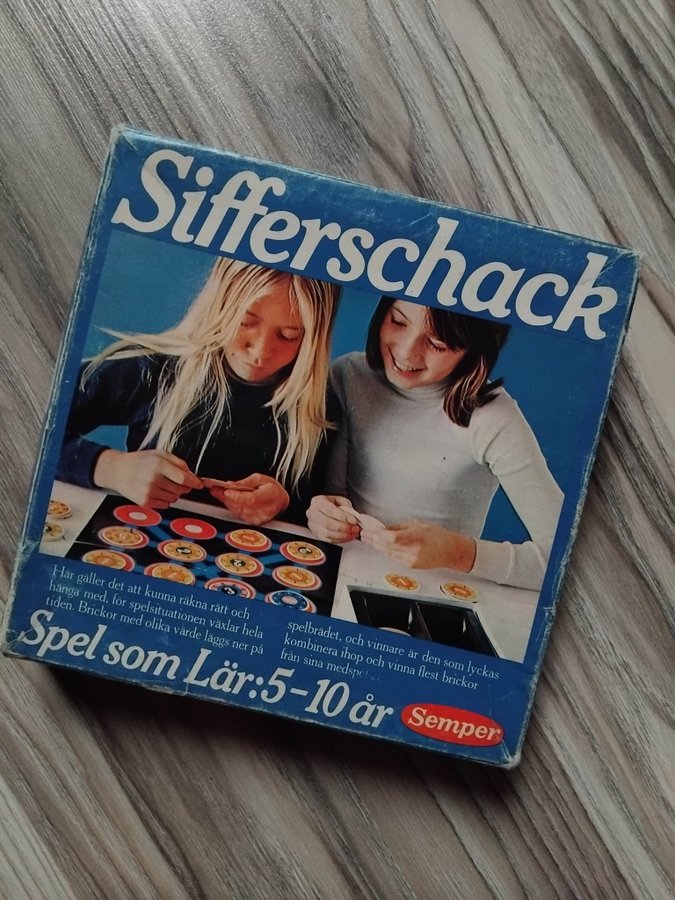 Sifferschack
Här gäller det att kunna räkna rätt och
hänga med, för spelsituationen växlar hela
tiden. Brickor med olika värde läggs ner på
spelbrädet, och vinnare är den som lyckas
kombinera ihop och vinna flest brickor
från sina
Spel som Lär: 5–10 år
Semper